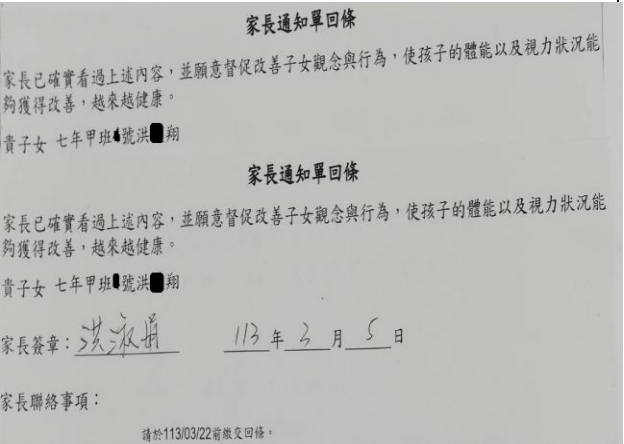 家長通知單回條
家長已確實看過上述內容，並願意督促改善子女觀念與行為，使孩子的體能以及視力狀況能
夠獲得改善，越來越健康。
貴子女 七年甲班 號洪 翔
家長通知單回條
家長已確實看過上述內容，並願意督促改善子女觀念與行為，使孩子的體能以及視力狀況能
夠獲得改善，越來越健康。
貴子女 七年甲班 號洪 翔
家長簽章：洪淑娟 113 年 3 月 5 日
家長聯絡事項：
請於113/03/22前繳交回條。